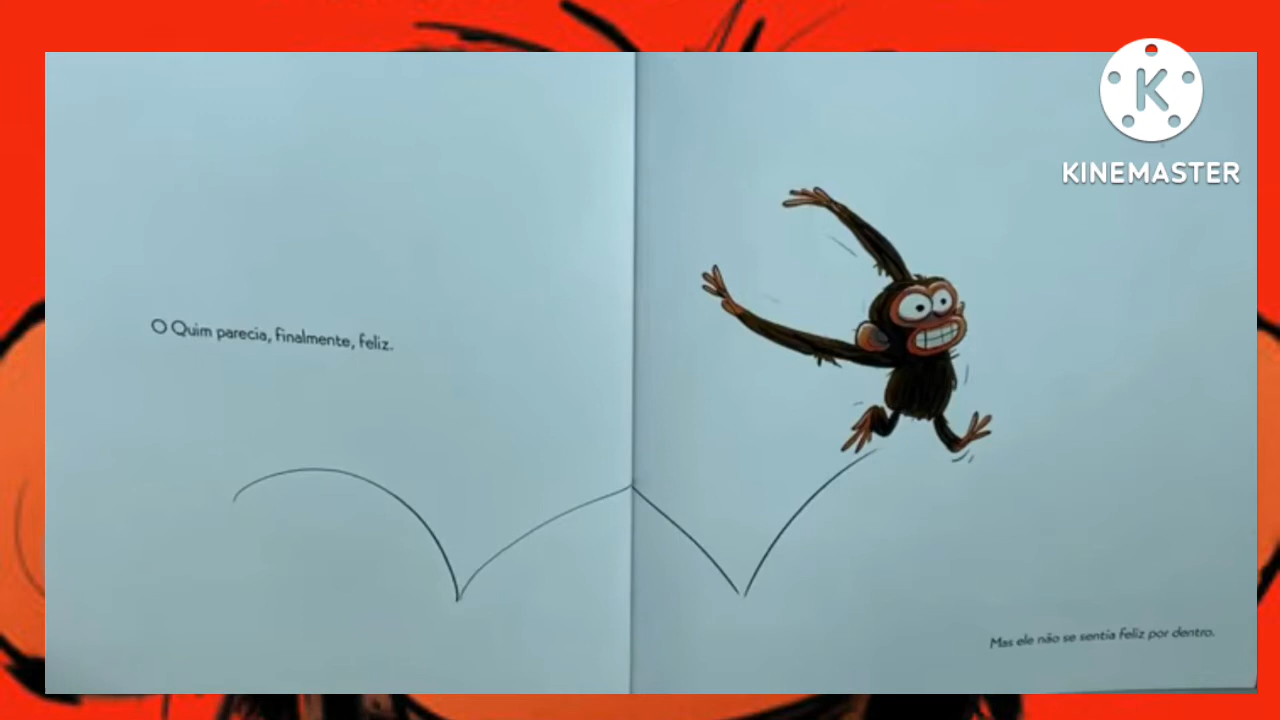 O Quim parecia, finalmente, feliz.
K
KINEMASTER
Mas ele não se sentia feliz por dentro.